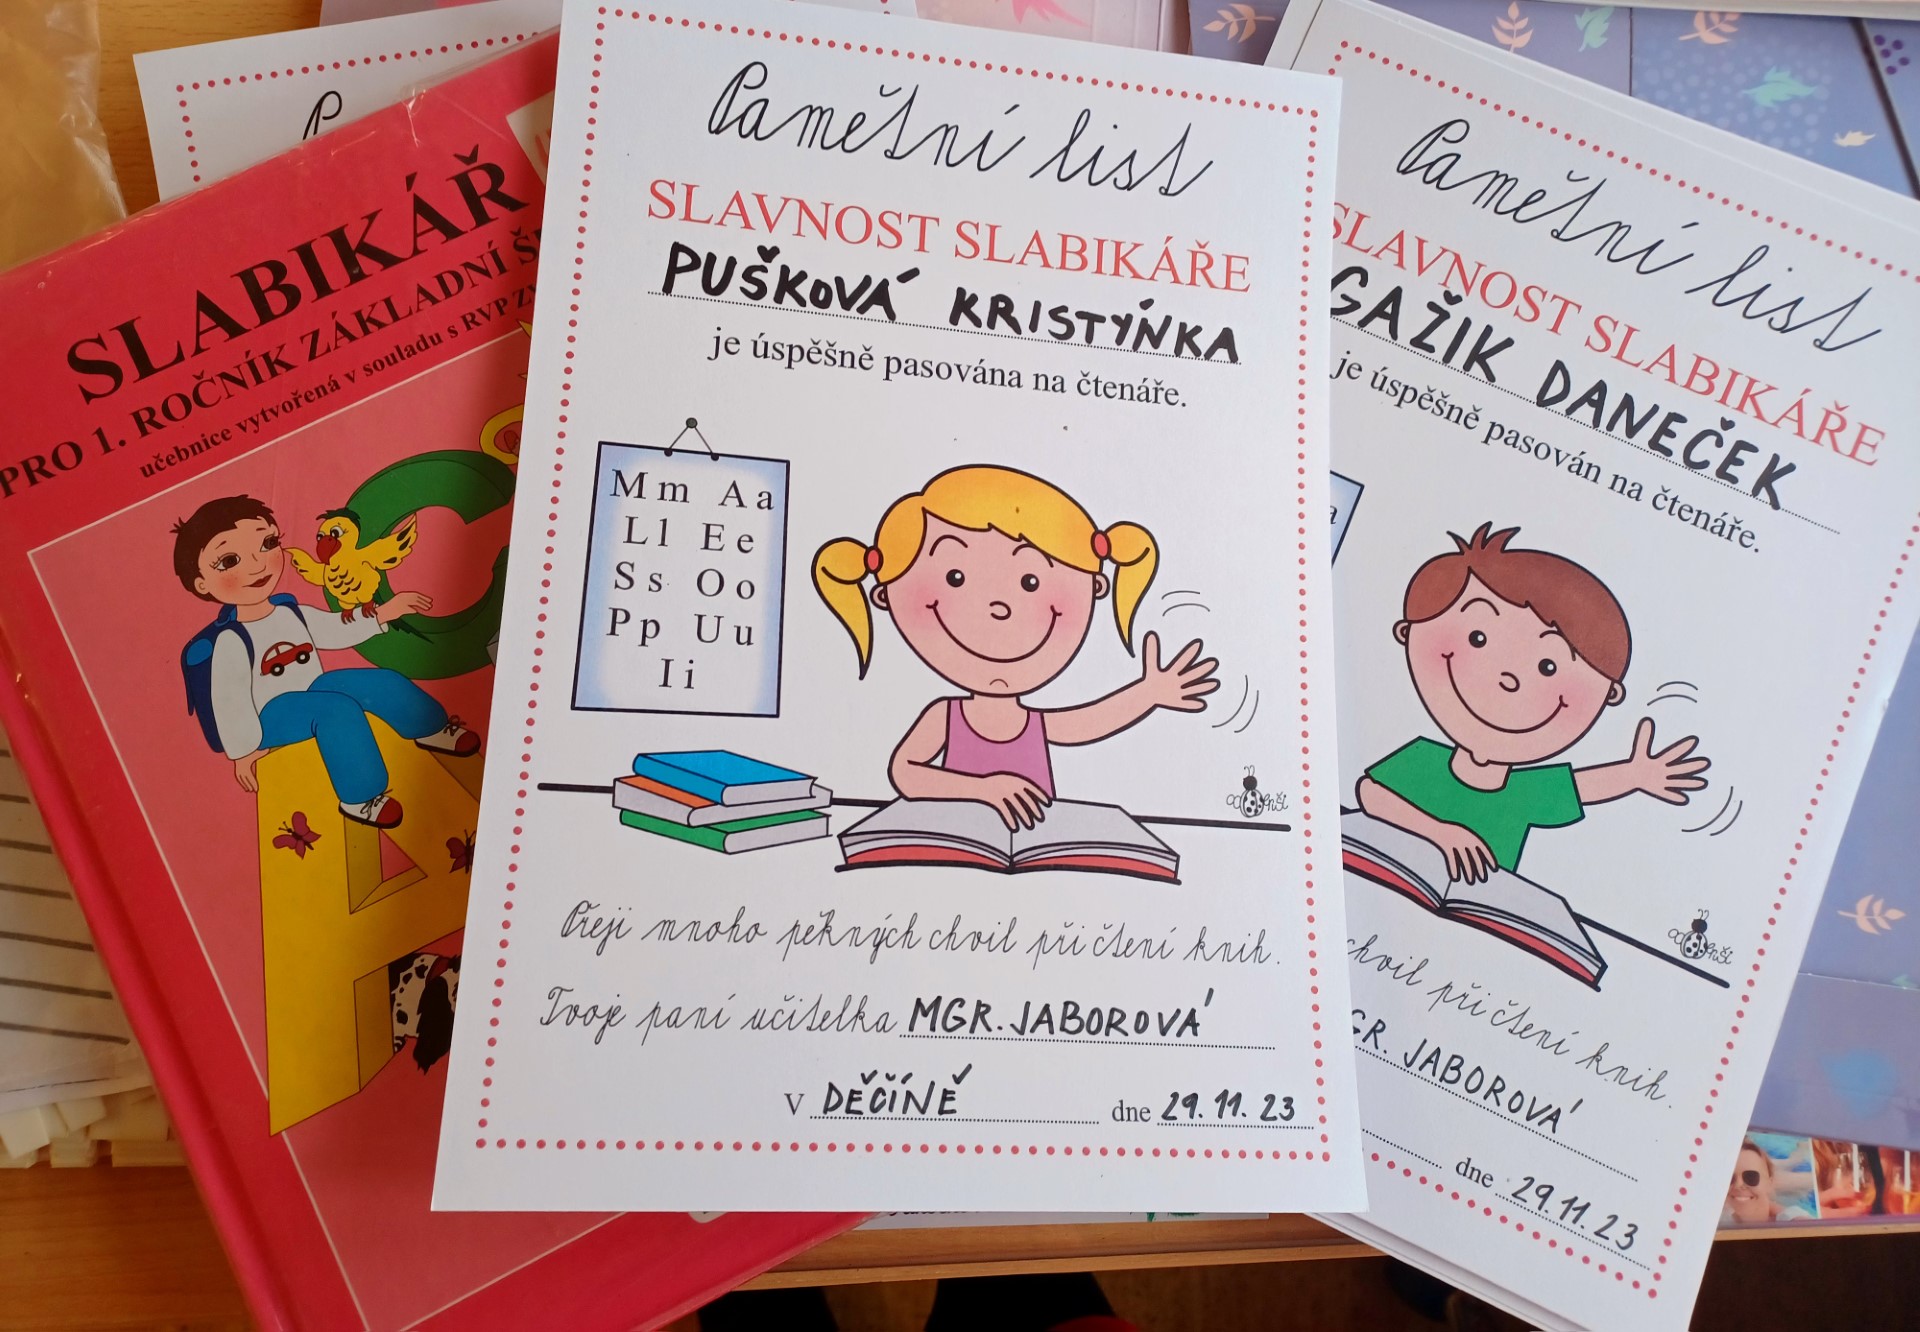 SLABIKÁŘ
PRO 1. ROČNÍK ZÁKLADNÍ
učebnice vytvořená v souladu s RVP
Pamětní list
SLAVNOST SLABIKÁŘE
PUŠKOVÁ KRISTÝŇKA
je úspěšně pasována na čtenáře.
Mm Aa
Ll Ee
Ss Oo
Pp Uu
Ii
Přeji mnoho pěkných chvil při čtení knih.
Tvoje paní učitelka MGR. JABOROVÁ
V DĚČÍNĚ dne 29. 11. 23
Pamětní list
SLAVNOST SLABIKÁŘE
GAŽIK DANEČEK
je úspěšně pasován na čtenáře.
chvil při čtení knih.
GR. JABOROVÁ
dne 29. 11. 23